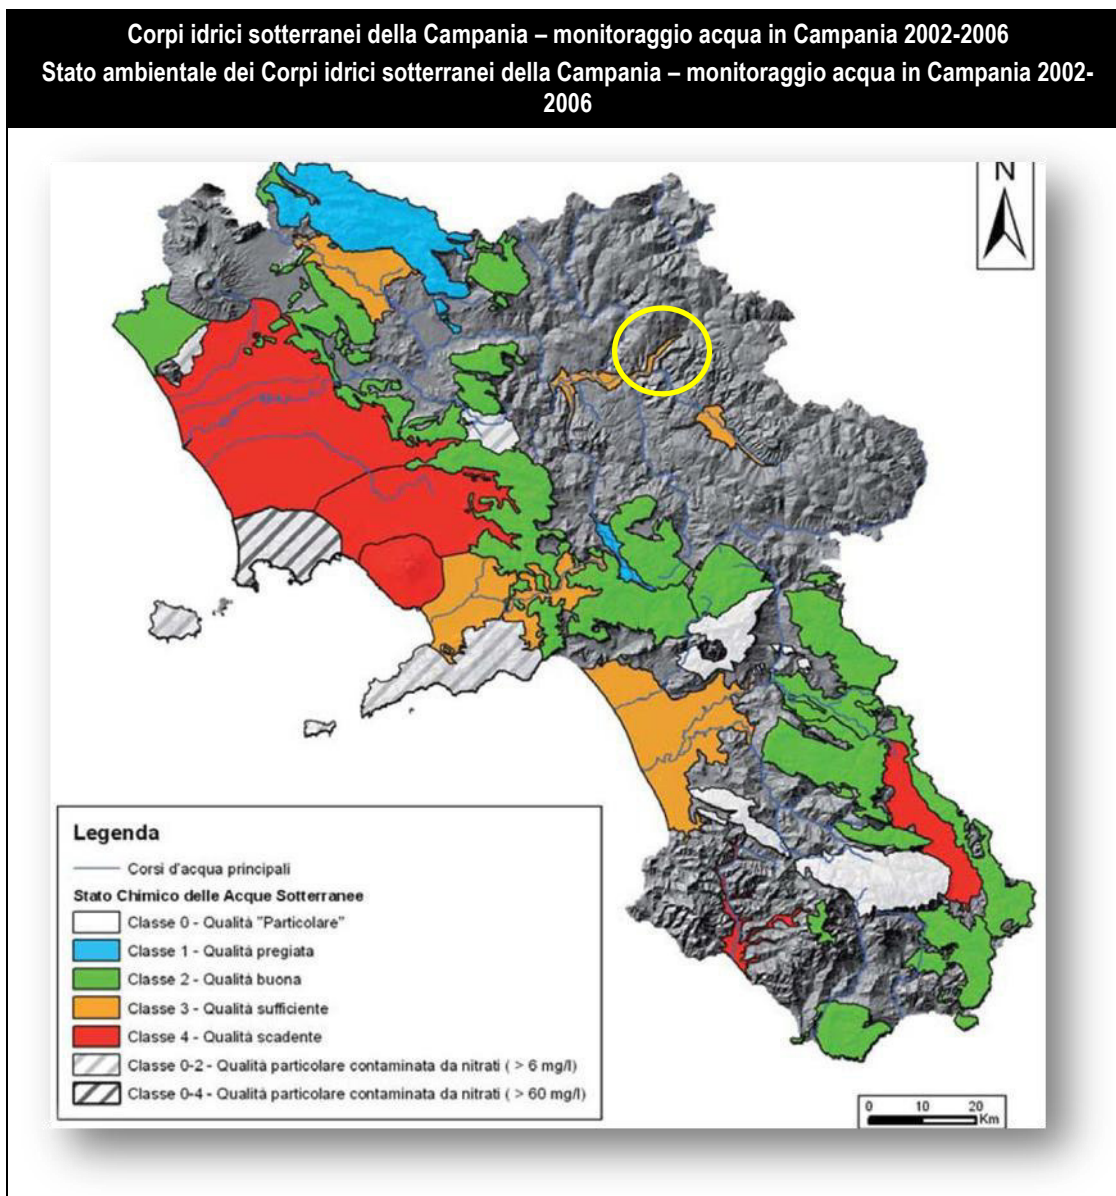 Corpi idrici sotterranei della Campania – monitoraggio acqua in Campania 2002-2006
Stato ambientale dei Corpi idrici sotterranei della Campania – monitoraggio acqua in Campania 2002-
2006
N
Legenda
Corsi d'acqua principali
Stato Chimico delle Acque Sotterranee
Classe 0 - Qualità "Particolare"
Classe 1 - Qualità pregiata
Classe 2 - Qualità buona
Classe 3 - Qualità sufficiente
Classe 4 - Qualità scadente
Classe 0-2 - Qualità particolare contaminata da nitrati ( > 6 mg/l)
Classe 0-4 - Qualità particolare contaminata da nitrati ( > 60 mg/l)
0 10 20
Km